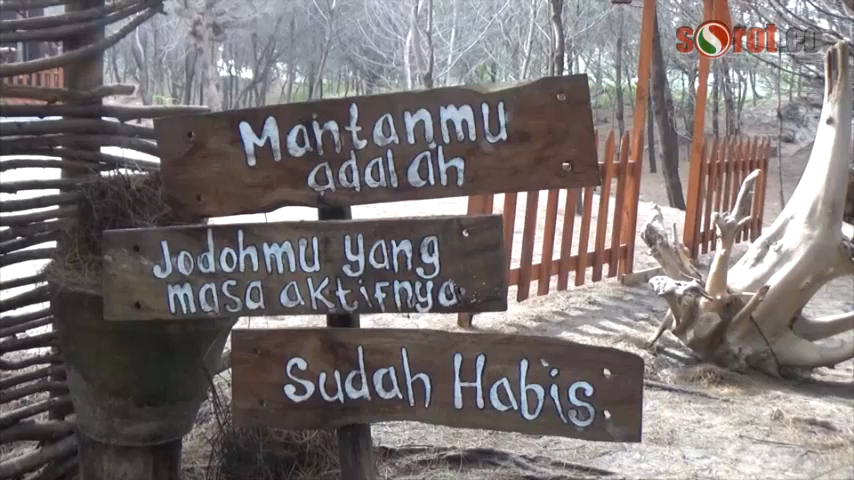 SOROT.CO
Mantanmu
adalah
Jodohmu yang
masa aktifnya
Sudah Habis